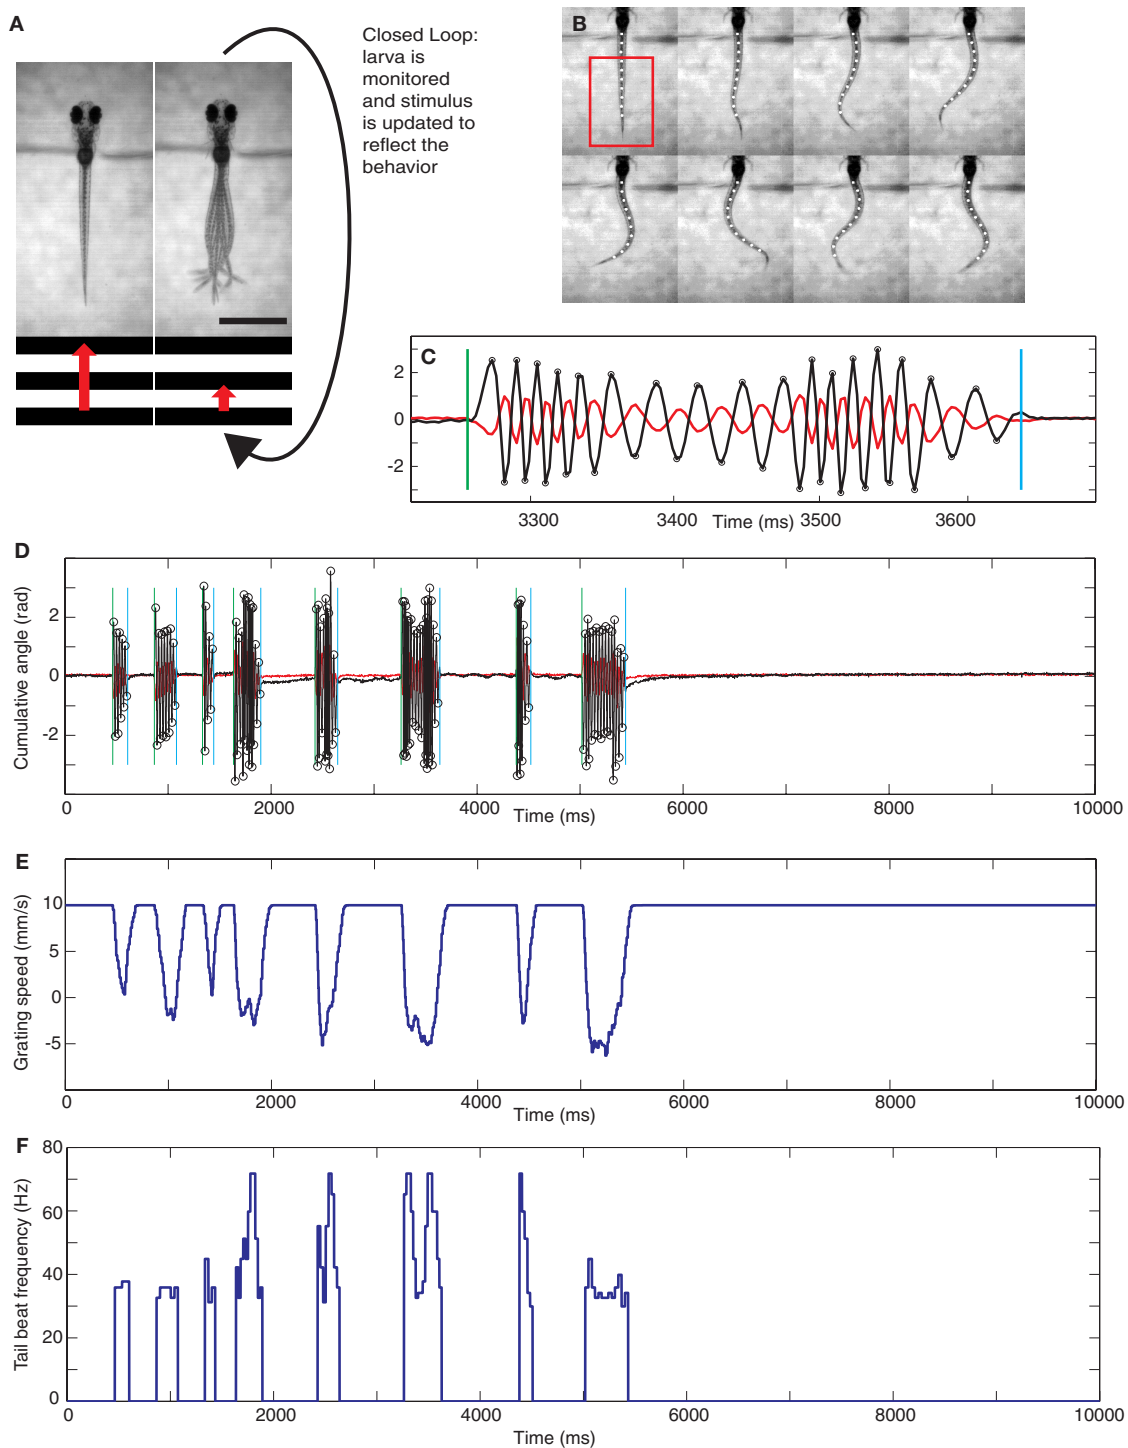 A
Closed Loop:
larva is
monitored
and stimulus
is updated to
reflect the
behavior
B
C
2
0
-2
3300
3400
Time (ms)
3500
3600
D
Cumulative angle (rad)
2
0
-2
0
2000
4000
6000
8000
10000
Time (ms)
E
Grating speed (mm/s)
10
5
0
-5
0
2000
4000
6000
8000
10000
Time (ms)
F
Tail beat frequency (Hz)
80
60
40
20
0
0
2000
4000
6000
8000
10000
Time (ms)